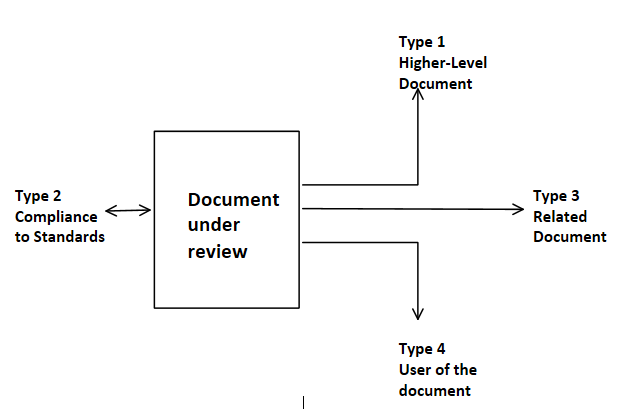 Type 1
Higher-Level
Document
Type 2
Compliance
to Standards
Document
under
review
Type 3
Related
Document
Type 4
User of the
document